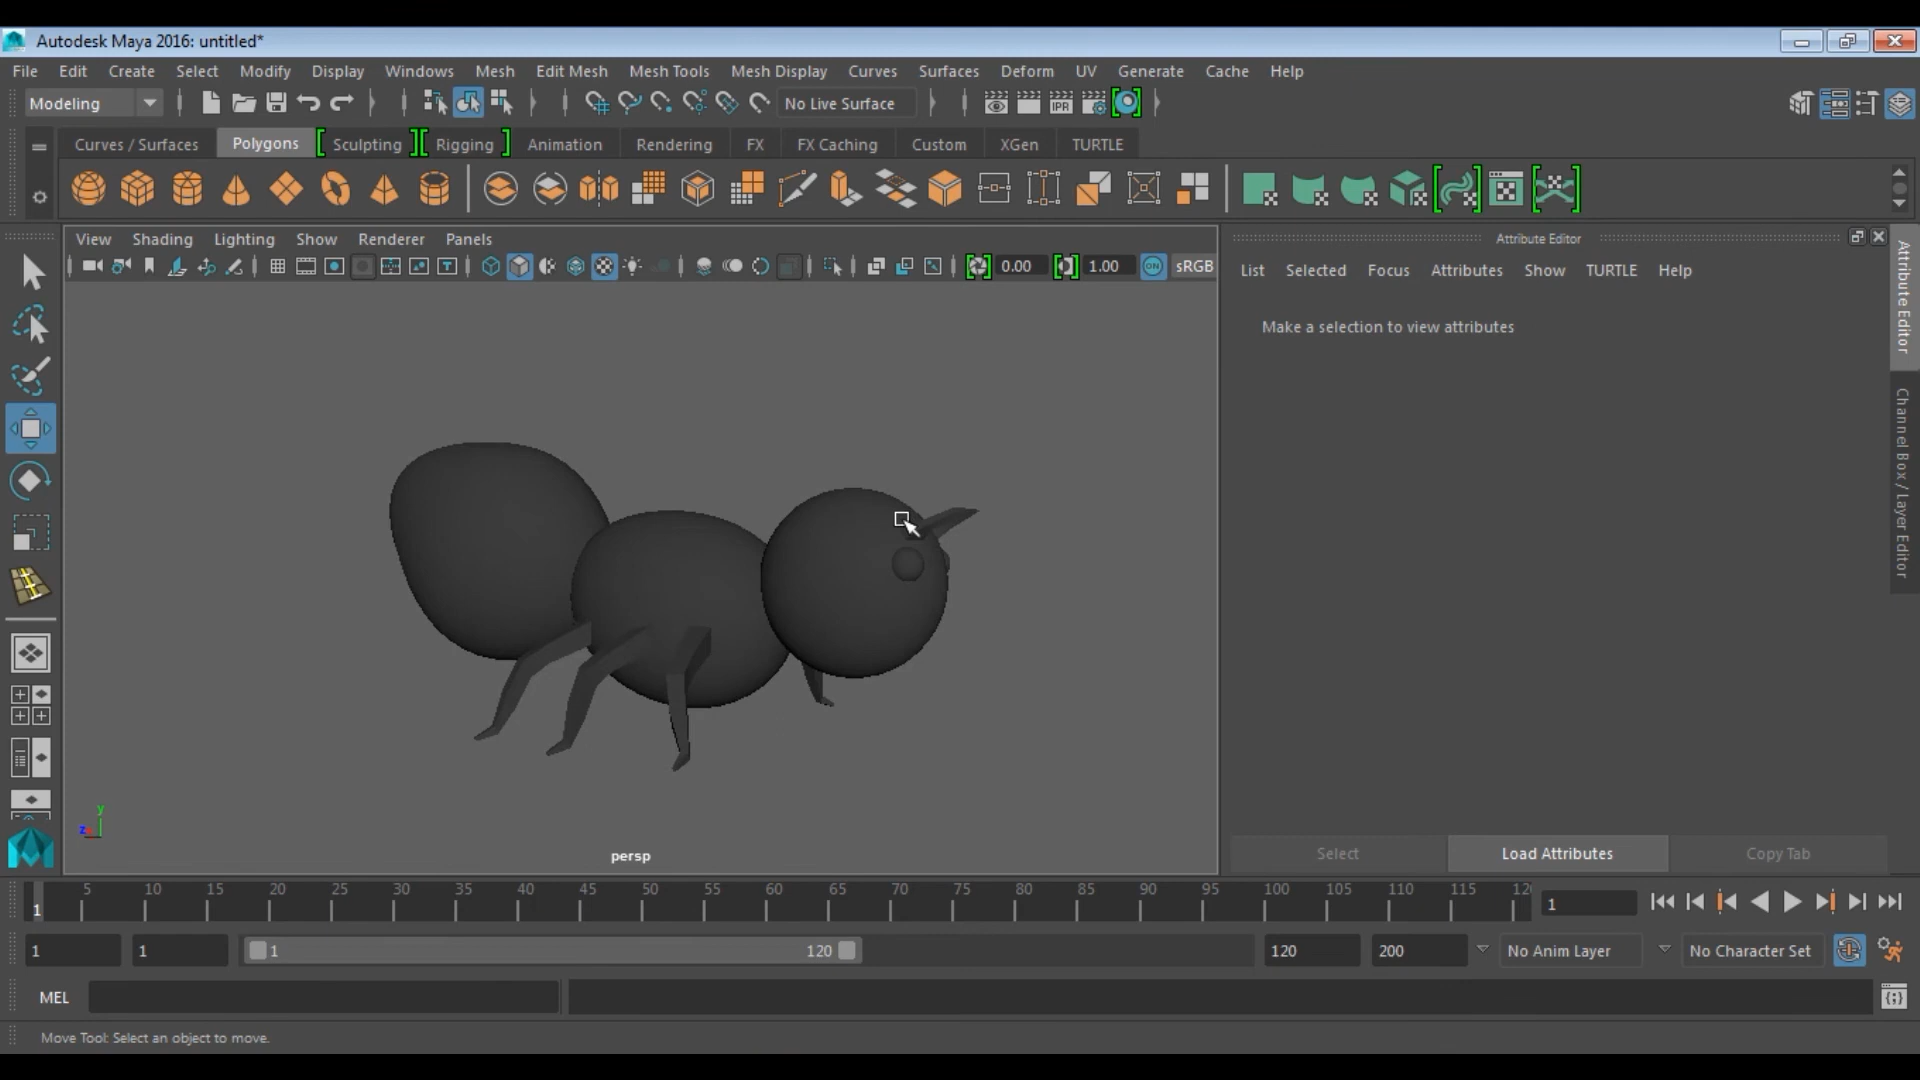 Autodesk Maya 2016: untitled*
File Edit Create Select Modify Display Windows Mesh Edit Mesh Mesh Tools Mesh Display Curves Surfaces Deform UV Generate Cache Help
Modeling No Live Surface IPR
Curves / Surfaces Polygons Sculpting Rigging Animation Rendering FX FX Caching Custom XGen TURTLE
View Shading Lighting Show Renderer Panels
0.00 1.00 ON sRGB
Attribute Editor
List Selected Focus Attributes Show TURTLE Help
Make a selection to view attributes
Attribute Editor
Channel Box / Layer Editor
y
z
persp
Select Load Attributes Copy Tab
5 10 15 20 25 30 35 40 45 50 55 60 65 70 75 80 85 90 95 100 105 110 115 12
1 1
1 1 1 120 120 200 No Anim Layer No Character Set
MEL
Move Tool: Select an object to move.